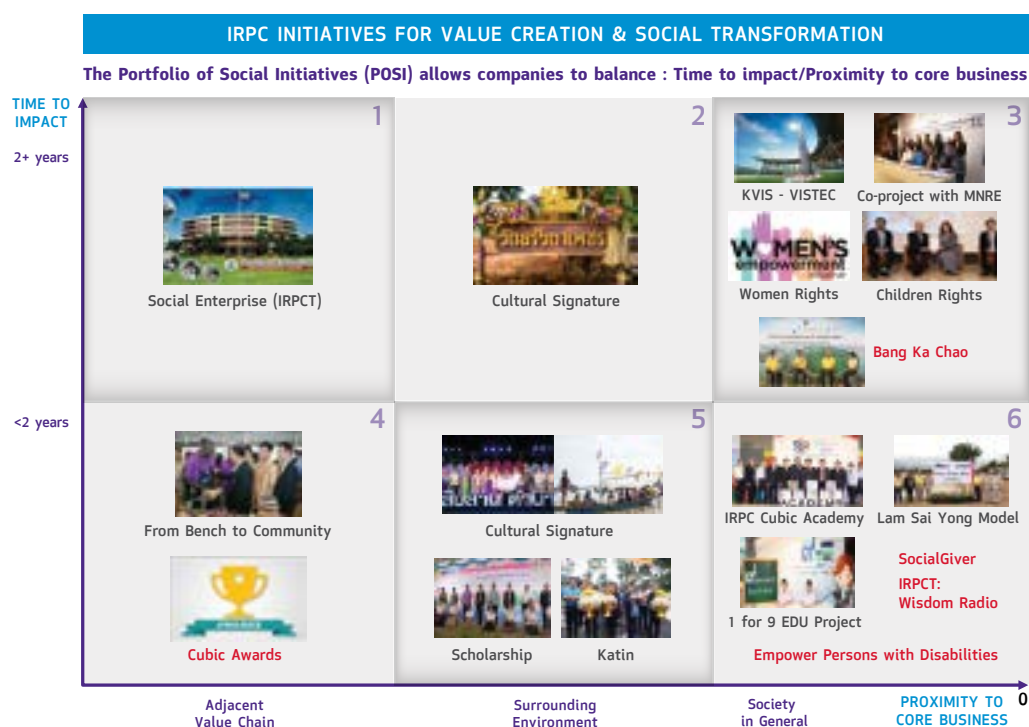 IRPC INITIATIVES FOR VALUE CREATION & SOCIAL TRANSFORMATION
The Portfolio of Social Initiatives (POSI) allows companies to balance : Time to impact/Proximity to core business
TIME TO
IMPACT
2+ years
1
Social Enterprise (IRPCT)
2
Cultural Signature
3
KVIS - VISTEC
Co-project with MNRE
WOMEN'S
empowerment
Women Rights
Children Rights
Bang Ka Chao
<2 years
4
From Bench to Community
Cubic Awards
5
Cultural Signature
Scholarship
Katin
6
ACADEMY
IRPC Cubic Academy
Lam Sai Yong Model
1 for 9 EDU Project
SocialGiver
IRPCT:
Wisdom Radio
Empower Persons with Disabilities
Adjacent
Value Chain
Surrounding
Environment
Society
in General
PROXIMITY TO
CORE BUSINESS
0